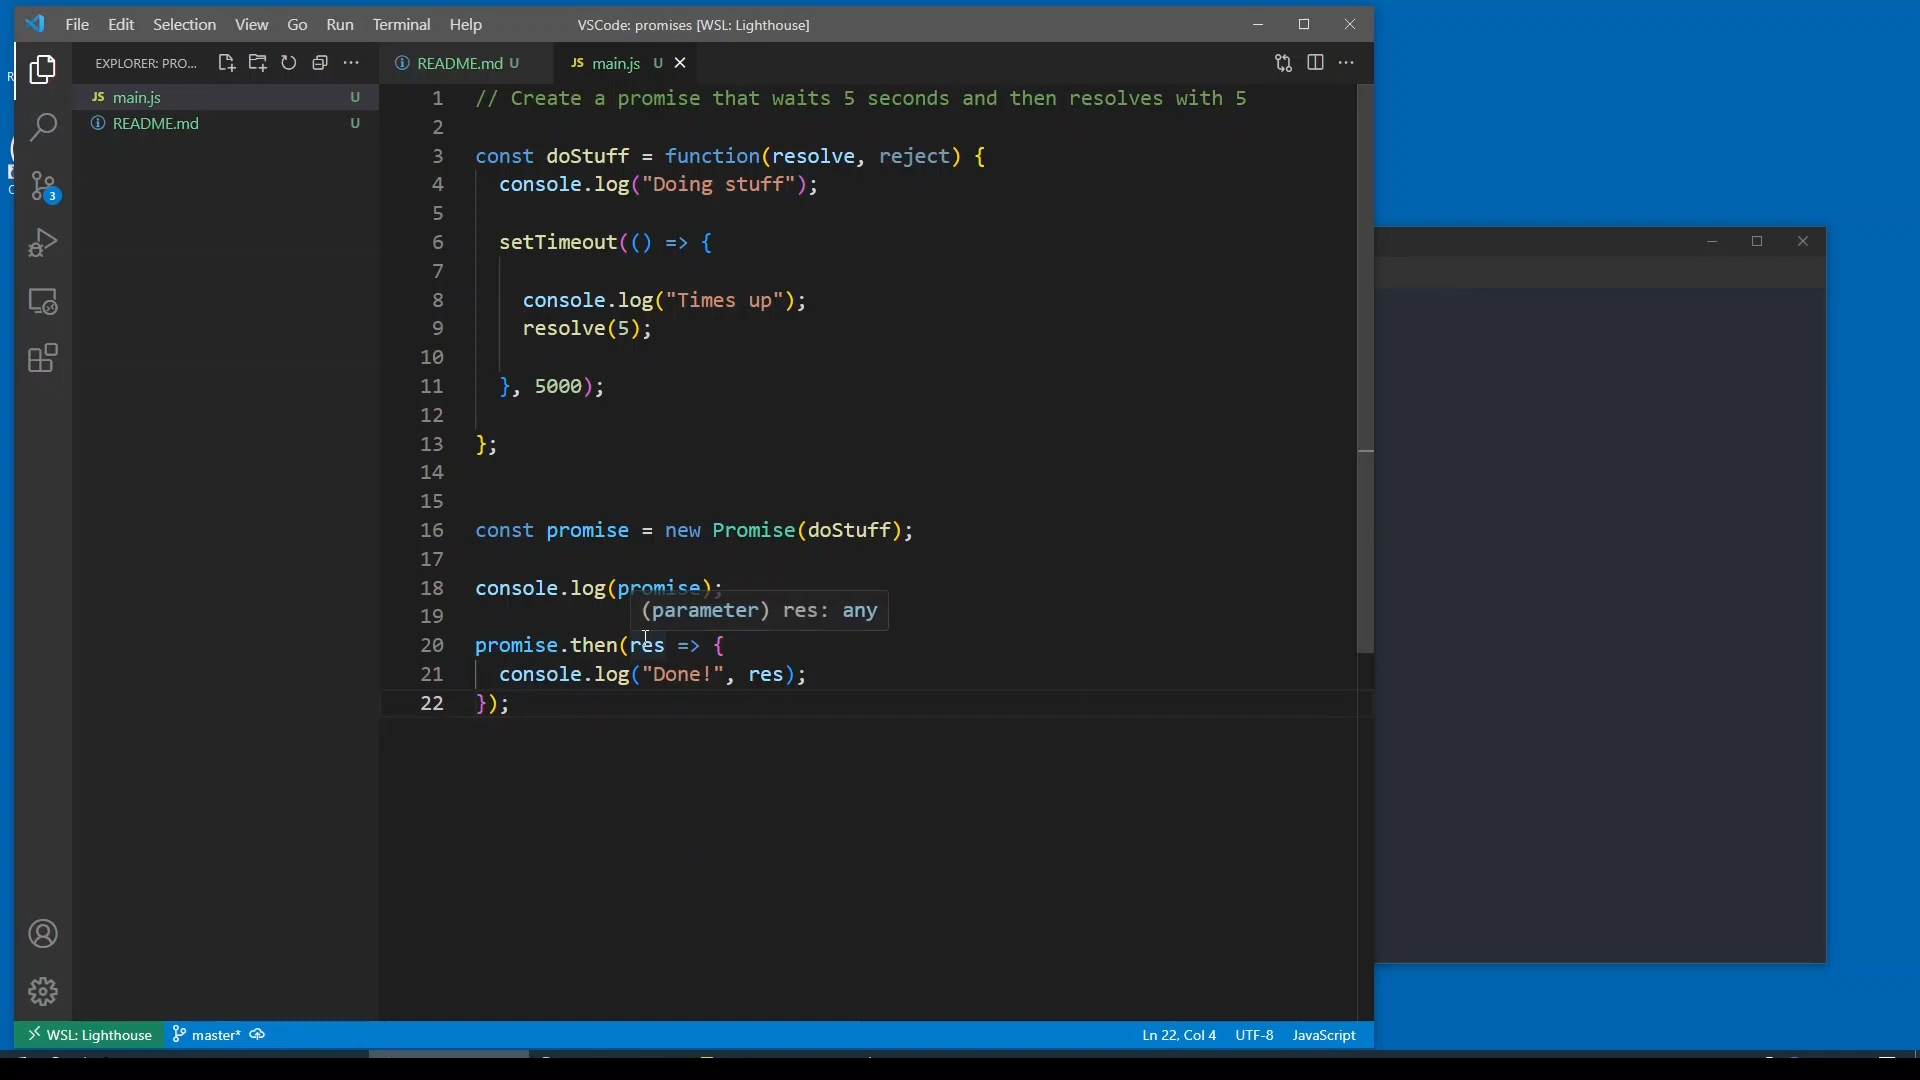 File Edit Selection View Go Run Terminal Help VSCode: promises [WSL: Lighthouse]
EXPLORER: PRO...
README.md U
JS main.js U
JS main.js U
README.md U
3
1 // Create a promise that waits 5 seconds and then resolves with 5
2
3 const doStuff = function(resolve, reject) {
4 console.log("Doing stuff");
5
6 setTimeout(() => {
7
8 console.log("Times up");
9 resolve(5);
10
11 }, 5000);
12
13 };
14
15
16 const promise = new Promise(doStuff);
17
18 console.log(promise);
(parameter) res: any
19
20 promise.then(res => {
21 console.log("Done!", res);
22 });
WSL: Lighthouse master* Ln 22, Col 4 UTF-8 JavaScript